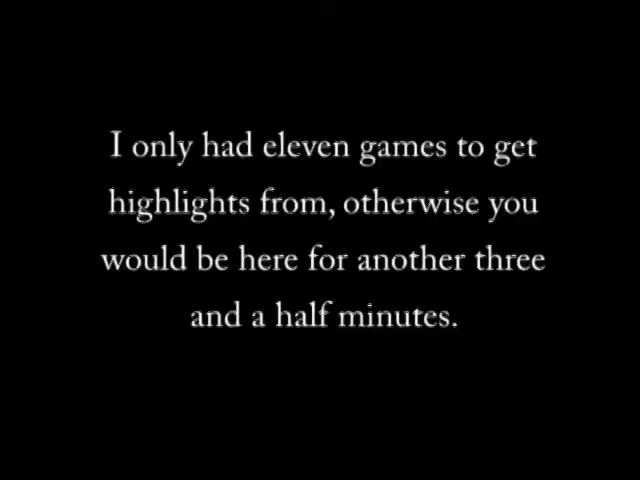 I only had eleven games to get
highlights from, otherwise you
would be here for another three
and a half minutes.